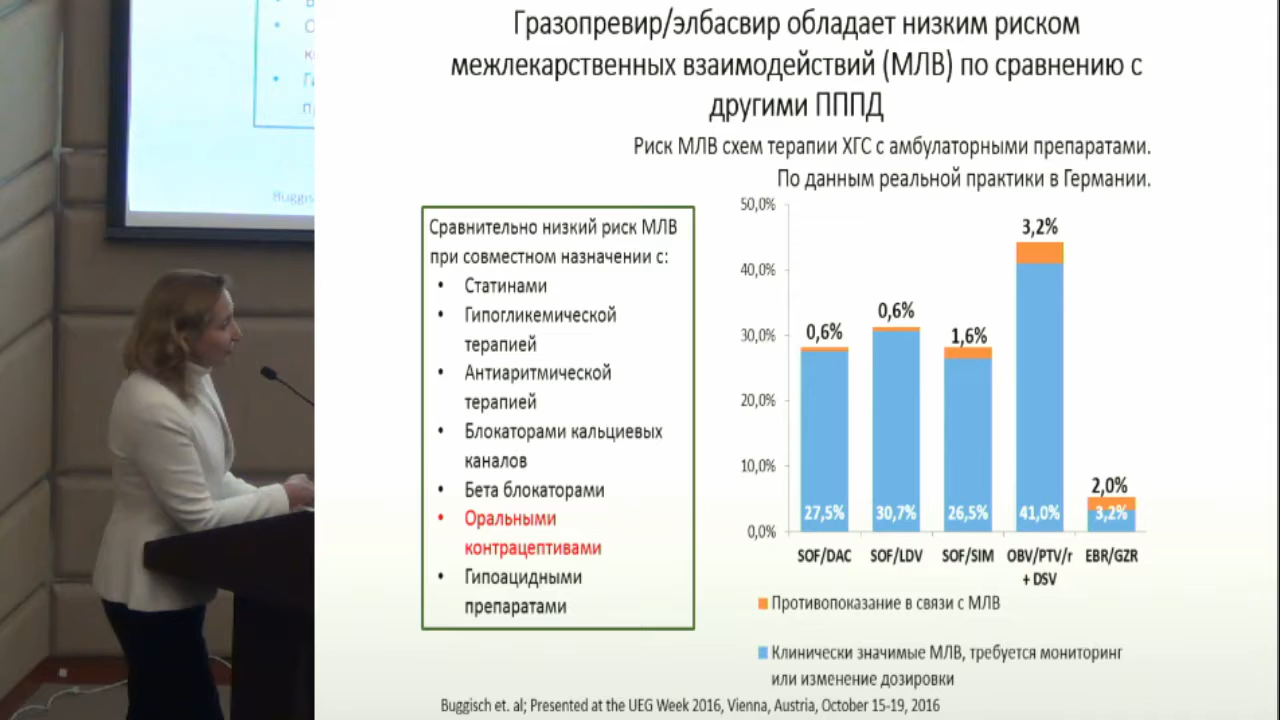 Гразопревир/элбасвир обладает низким риском
межлекарственных взаимодействий (МЛВ) по сравнению с
другими ПППД
Риск МЛВ схем терапии ХГС с амбулаторными препаратами.
По данным реальной практики в Германии.
Сравнительно низкий риск МЛВ
при совместном назначении с:
• Статинами
• Гипогликемической
терапией
• Антиаритмической
терапией
• Блокаторами кальциевых
каналов
• Бета блокаторами
• Оральными
контрацептивами
• Гипоацидными
препаратами
50,0%
40,0%
30,0%
20,0%
10,0%
0,0%
0,6%
0,6%
1,6%
3,2%
2,0%
27,5%
30,7%
26,5%
41,0%
3,2%
SOF/DAC
SOF/LDV
SOF/SIM
OBV/PTV/r
+ DSV
EBR/GZR
Противопоказание в связи с МЛВ
Клинически значимые МЛВ, требуется мониторинг
или изменение дозировки
Buggisch et. al; Presented at the UEG Week 2016, Vienna, Austria, October 15-19, 2016